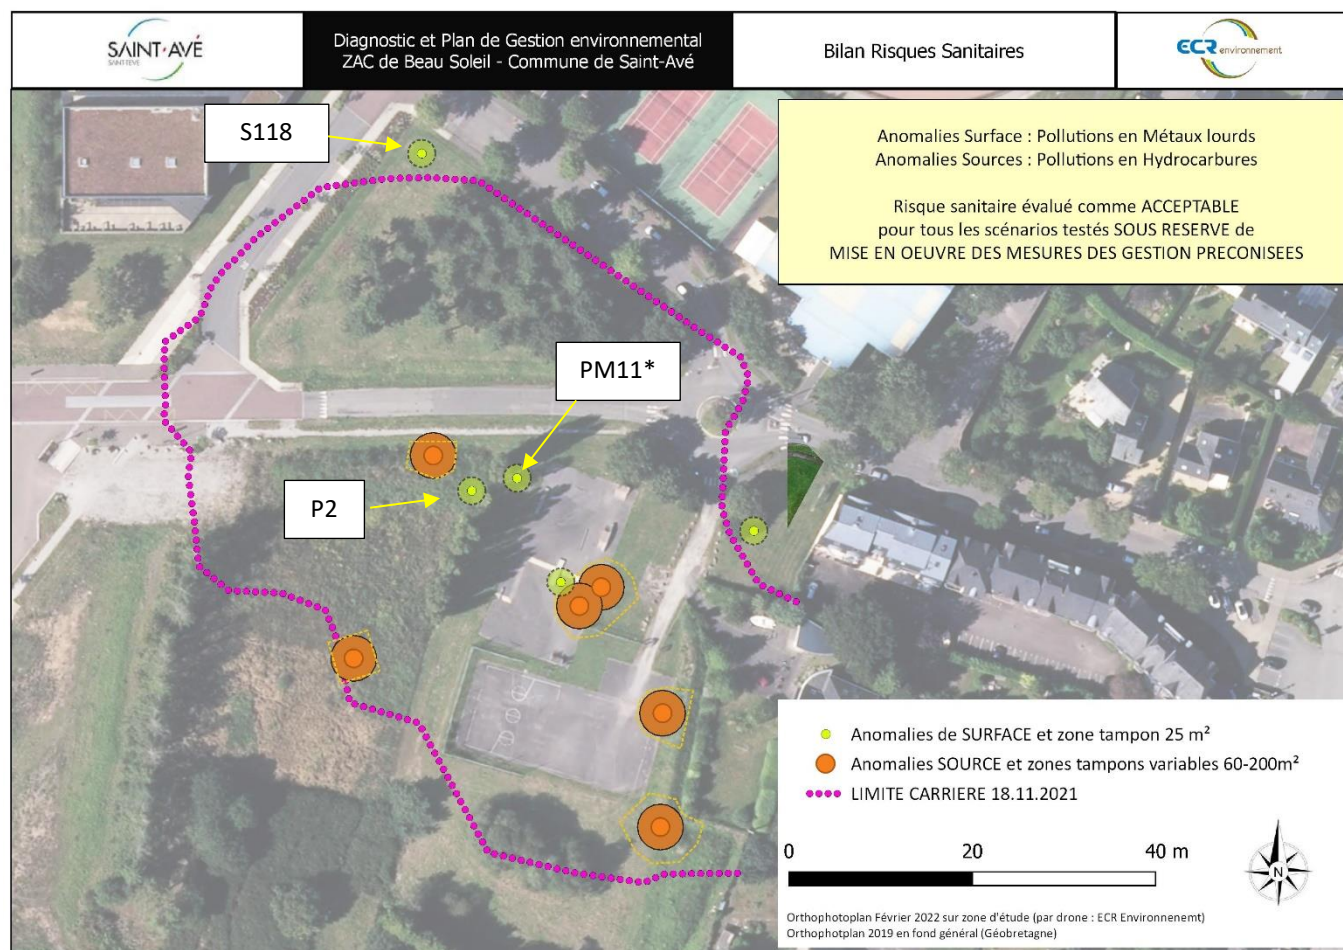 SAINT·AVÉ
SANT-TEVE
Diagnostic et Plan de Gestion environnemental
ZAC de Beau Soleil - Commune de Saint-Avé
Bilan Risques Sanitaires
ECR environnement
S118
Anomalies Surface : Pollutions en Métaux lourds
Anomalies Sources : Pollutions en Hydrocarbures
Risque sanitaire évalué comme ACCEPTABLE
pour tous les scénarios testés SOUS RESERVE de
MISE EN OEUVRE DES MESURES DES GESTION PRECONISEES
PM11*
P2
Anomalies de SURFACE et zone tampon 25 m²
Anomalies SOURCE et zones tampons variables 60-200m²
LIMITE CARRIERE 18.11.2021
0 20 40 m
N
Orthophotoplan Février 2022 sur zone d'étude (par drone : ECR Environnenemt)
Orthophotplan 2019 en fond général (Géobretagne)